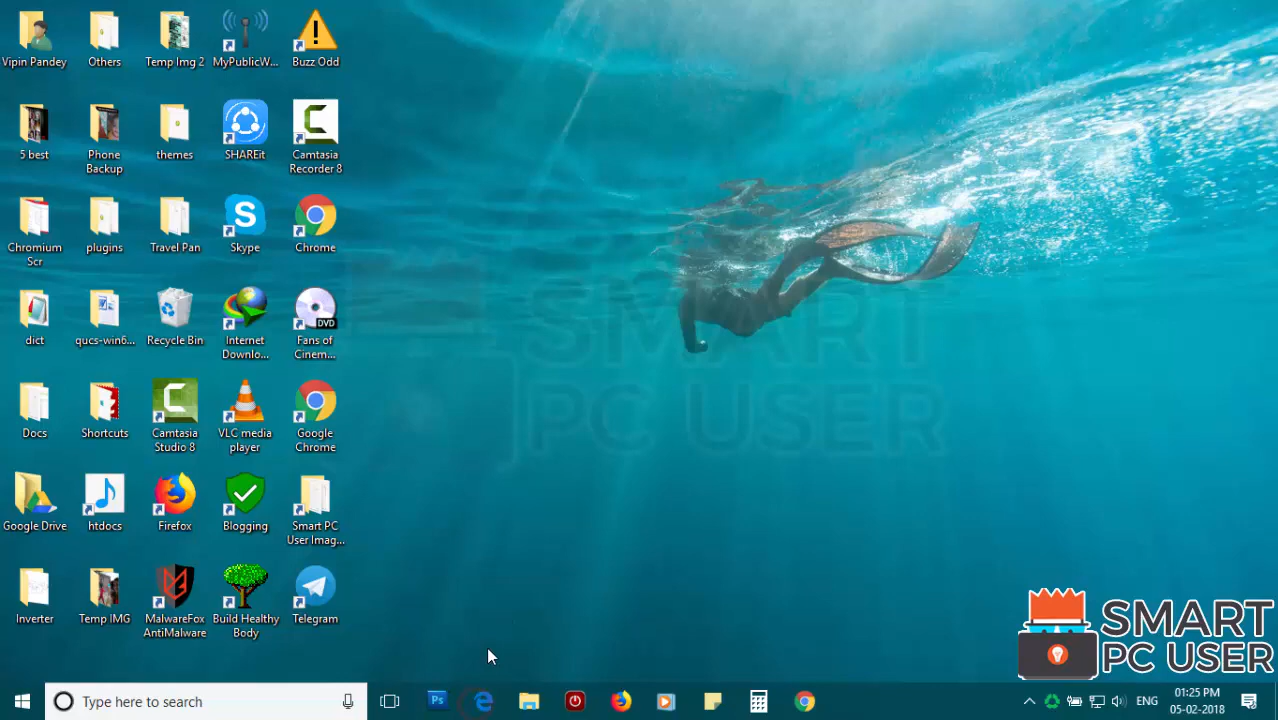 Vipin Pandey
Others
Temp Img 2
MyPublicW...
Buzz Odd
5 best
Phone
Backup
themes
SHAREit
Camtasia
Recorder 8
Chromium
Scr
plugins
Travel Pan
Skype
Chrome
dict
qucs-win6...
Recycle Bin
Internet
Downlo...
DVD
Fans of
Cinem...
Docs
Shortcuts
Camtasia
Studio 8
VLC media
player
Google
Chrome
Google Drive
htdocs
Firefox
Blogging
Smart PC
User Imag...
Inverter
Temp IMG
MalwareFox
AntiMalware
Build Healthy
Body
Telegram
SMART
PC USER
SMART
PC USER
Type here to search
Ps
ENG
01:25 PM
05-02-2018